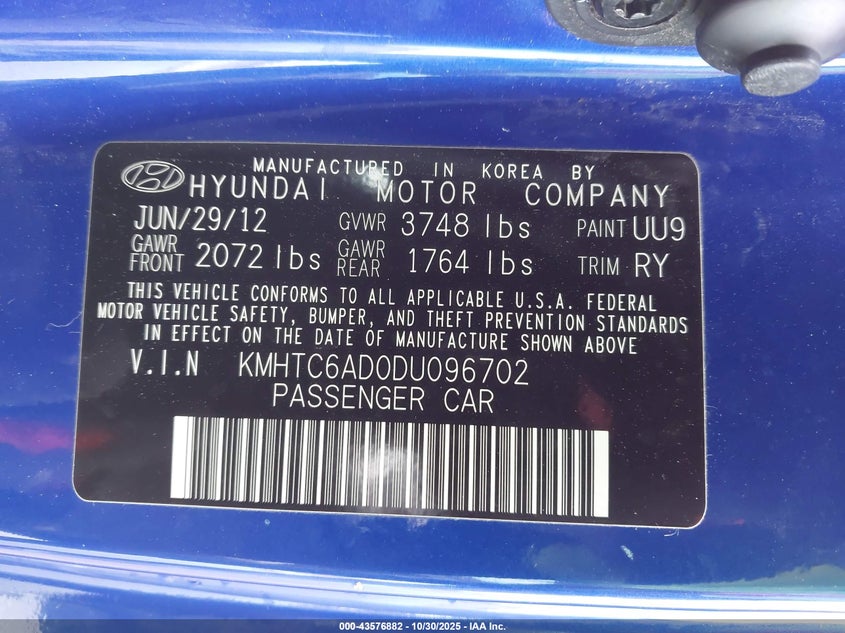 MANUFACTURED IN KOREA BY
HYUNDAI MOTOR COMPANY
JUN/29/12 GVWR 3748 lbs PAINT UU9
GAWR FRONT 2072 lbs GAWR REAR 1764 lbs TRIM RY
THIS VEHICLE CONFORMS TO ALL APPLICABLE U.S.A. FEDERAL
MOTOR VEHICLE SAFETY, BUMPER, AND THEFT PREVENTION STANDARDS
IN EFFECT ON THE DATE OF MANUFACTURE SHOWN ABOVE
V.I.N KMHTC6AD0DU096702
PASSENGER CAR
000-43576882 - 10/30/2025 - IAA Inc.